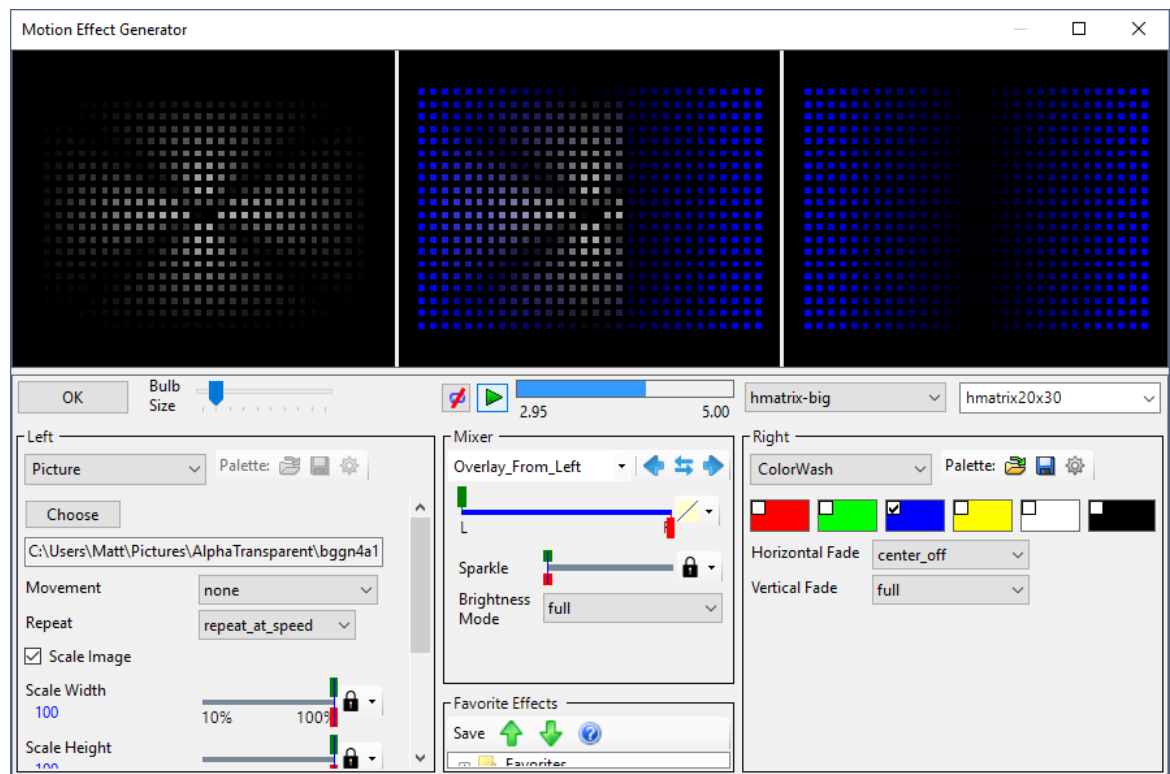 Motion Effect Generator
OK
Bulb
Size
2.95 5.00
hmatrix-big
hmatrix20x30
Left
Picture
Palette:
Choose
C:\Users\Matt\Pictures\AlphaTransparent\bggn4a1
Movement
none
Repeat
repeat_at_speed
Scale Image
Scale Width
100
10% 100%
Scale Height
100
Mixer
Overlay_From_Left
L
Sparkle
Brightness
Mode
full
Favorite Effects
Save
Favorites
Right
ColorWash
Palette:
Horizontal Fade
center_off
Vertical Fade
full